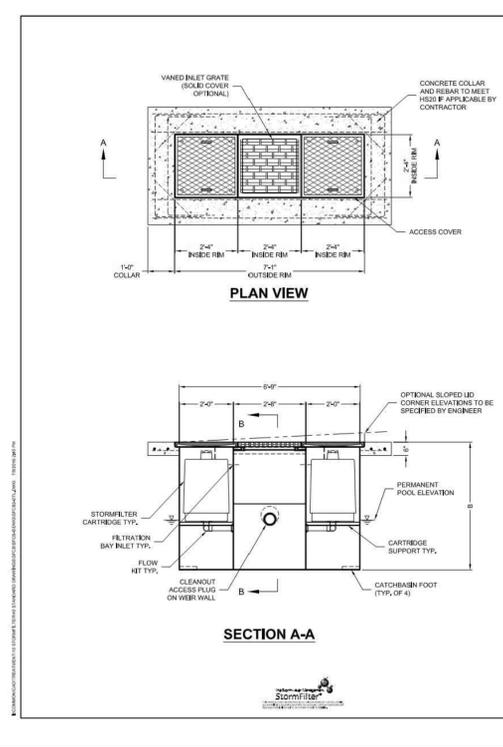 VANED INLET GRATE
(SOLID COVER
OPTIONAL)
CONCRETE COLLAR
AND REBAR TO MEET
HS20 IF APPLICABLE BY
CONTRACTOR
A
A
2'-4"
INSIDE RIM
ACCESS COVER
2'-4"
INSIDE RIM
2'-4"
INSIDE RIM
2'-4"
INSIDE RIM
1'-0"
COLLAR
7'-1"
OUTSIDE RIM
PLAN VIEW
6'-9"
2'-0"
2'-8"
2'-0"
OPTIONAL SLOPED LID
CORNER ELEVATIONS TO BE
SPECIFIED BY ENGINEER
B
6"
PERMANENT
POOL ELEVATION
STORMFILTER
CARTRIDGE TYP.
FILTRATION
BAY INLET TYP.
FLOW
KIT TYP.
CLEANOUT
ACCESS PLUG
ON WEIR WALL
B
CARTRIDGE
SUPPORT TYP.
CATCHBASIN FOOT
(TYP. OF 4)
SECTION A-A
StormFilter